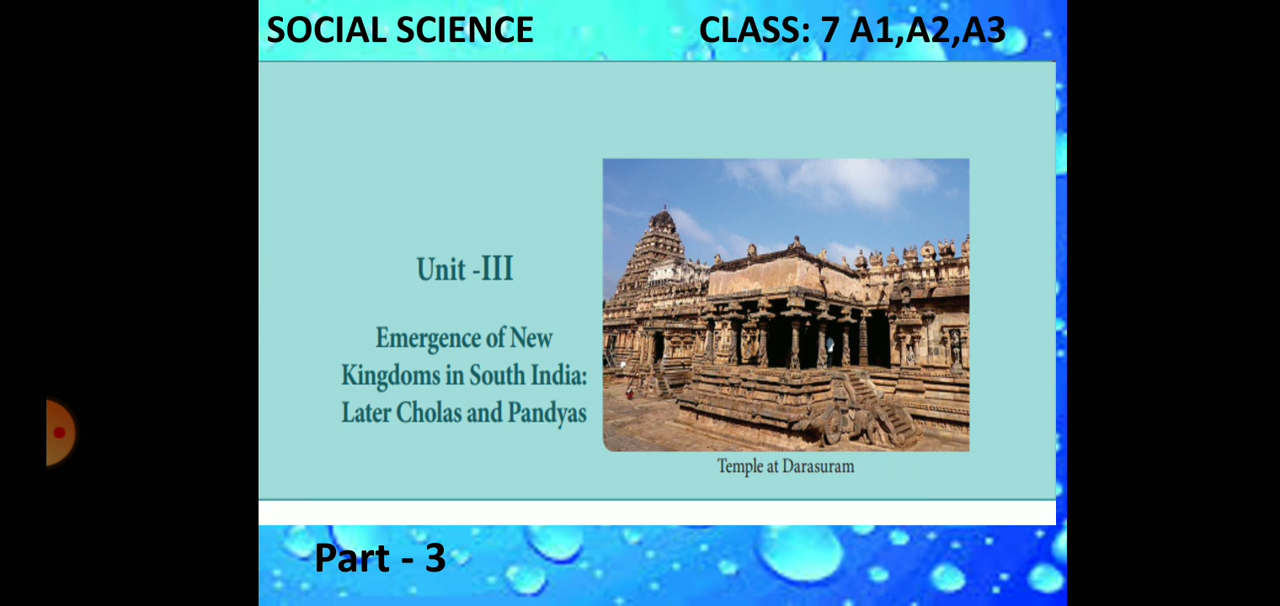 SOCIAL SCIENCE CLASS: 7 A1,A2,A3
Unit -III
Emergence of New
Kingdoms in South India:
Later Cholas and Pandyas
Temple at Darasuram
Part - 3